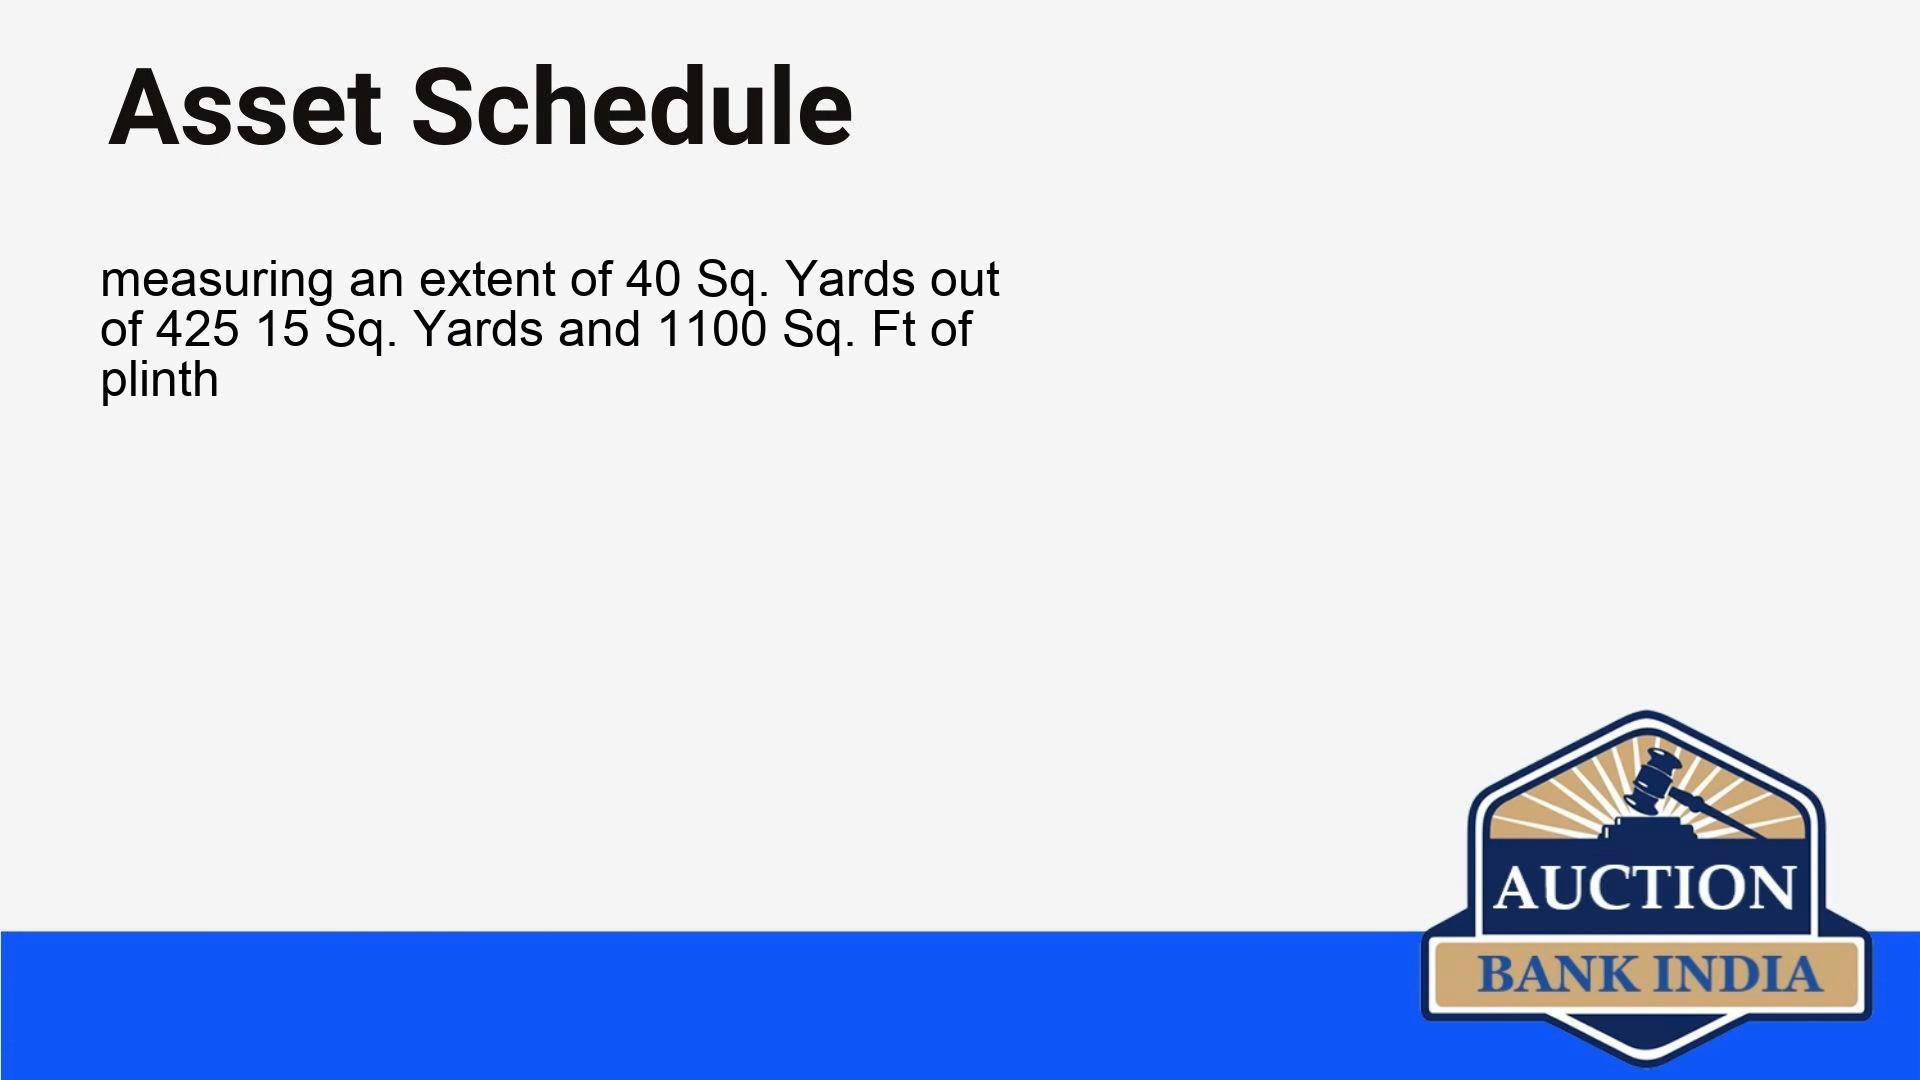 Asset Schedule
measuring an extent of 40 Sq. Yards out
of 425 15 Sq. Yards and 1100 Sq. Ft of
plinth
AUCTION
BANK INDIA